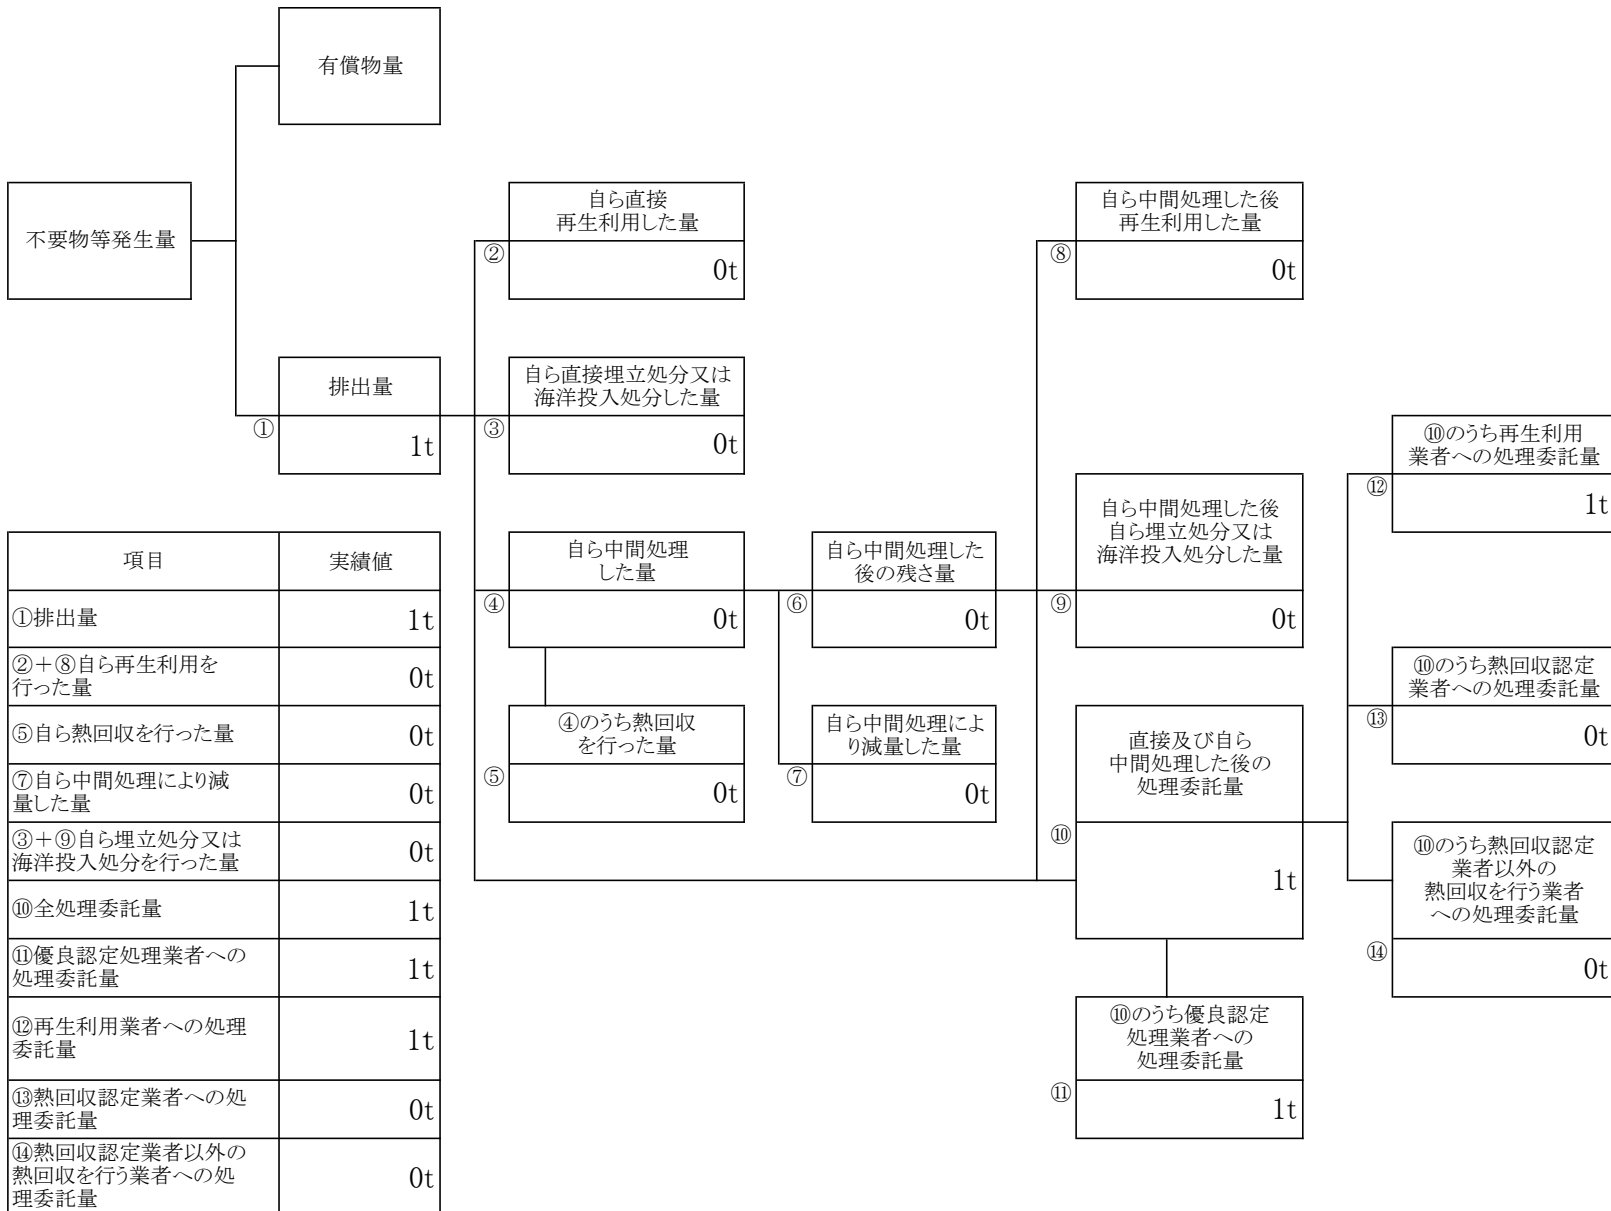 有償物量
不要物等発生量
排出量
①
1t
自ら直接
再生利用した量
②
0t
自ら直接埋立処分又は
海洋投入処分した量
③
0t
自ら中間処理
した量
④
0t
④のうち熱回収
を行った量
⑤
0t
自ら中間処理した
後の残さ量
⑥
0t
自ら中間処理によ
り減量した量
⑦
0t
自ら中間処理した後
再生利用した量
⑧
0t
自ら中間処理した後
自ら埋立処分又は
海洋投入処分した量
⑨
0t
直接及び自ら
中間処理した後の
処理委託量
⑩
1t
⑩のうち優良認定
処理業者への
処理委託量
⑪
1t
⑩のうち再生利用
業者への処理委託量
⑫
1t
⑩のうち熱回収認定
業者への処理委託量
⑬
0t
⑩のうち熱回収認定
業者以外の
熱回収を行う業者
への処理委託量
⑭
0t
項目 実績値
①排出量 1t
②+⑧自ら再生利用を
行った量 0t
⑤自ら熱回収を行った量 0t
⑦自ら中間処理により減
量した量 0t
③+⑨自ら埋立処分又は
海洋投入処分を行った量 0t
⑩全処理委託量 1t
⑪優良認定処理業者への
処理委託量 1t
⑫再生利用業者への処理
委託量 1t
⑬熱回収認定業者への処
理委託量 0t
⑭熱回収認定業者以外の
熱回収を行う業者への処
理委託量 0t